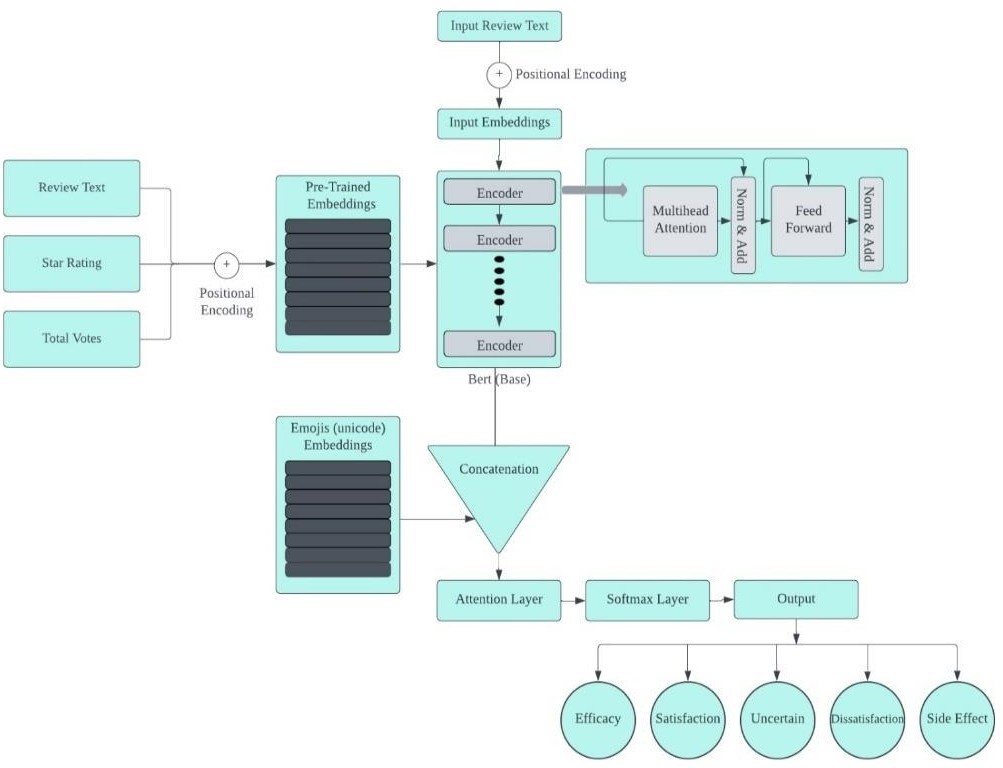 Input Review Text
+
Positional Encoding
Input Embeddings
Review Text
Star Rating
Total Votes
+
Positional
Encoding
Pre-Trained
Embeddings
Encoder
Encoder
Encoder
Bert (Base)
Multihead
Attention
Norm & Add
Feed
Forward
Norm & Add
Emojis (unicode)
Embeddings
Concatenation
Attention Layer
Softmax Layer
Output
Efficacy
Satisfaction
Uncertain
Dissatisfaction
Side Effect